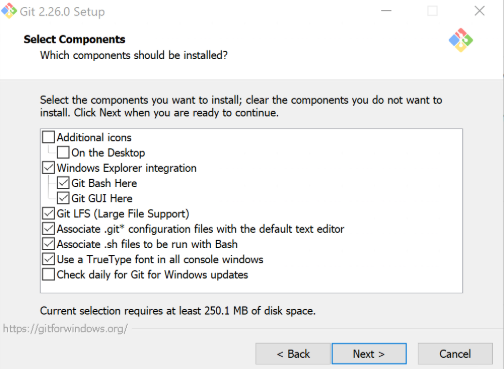 Git 2.26.0 Setup
Select Components
Which components should be installed?
Select the components you want to install; clear the components you do not want to
install. Click Next when you are ready to continue.
Additional icons
On the Desktop
Windows Explorer integration
Git Bash Here
Git GUI Here
Git LFS (Large File Support)
Associate .git* configuration files with the default text editor
Associate .sh files to be run with Bash
Use a TrueType font in all console windows
Check daily for Git for Windows updates
Current selection requires at least 250.1 MB of disk space.
https://gitforwindows.org/
< Back
Next >
Cancel